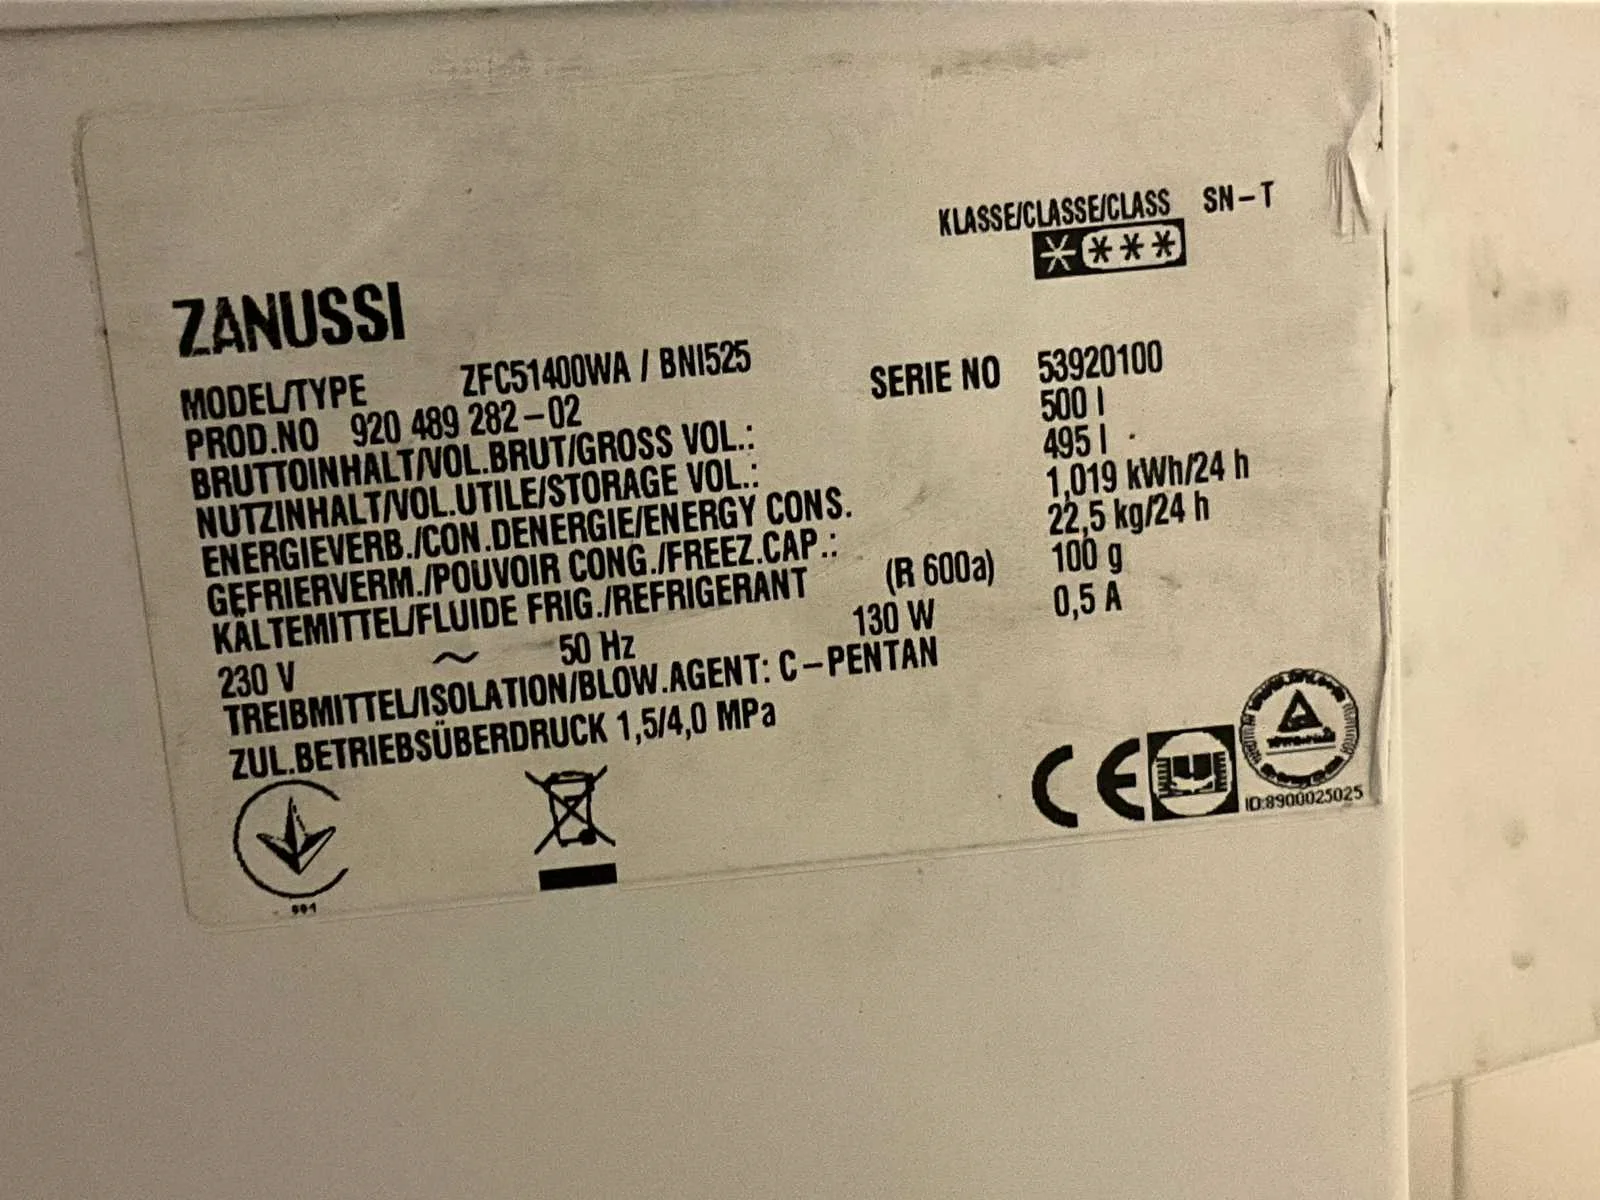 KLASSE/CLASSE/CLASS SN-T
ZANUSSI
MODEL/TYPE ZFC51400WA / BNI525 SERIE NO 53920100
PROD.NO 920 489 282-02
BRUTTOINHALT/VOL.BRUT/GROSS VOL.: 500 l
NUTZINHALT/VOL.UTILE/STORAGE VOL.: 495 l
ENERGIEVERB./CON.DENERGIE/ENERGY CONS. 1,019 kWh/24 h
GEFRIERVERM./POUVOIR CONG./FREEZ.CAP.: 22,5 kg/24 h
KÄLTEMITTEL/FLUIDE FRIG./REFRIGERANT (R 600a) 100 g
230 V ~ 50 Hz 130 W 0,5 A
TREIBMITTEL/ISOLATION/BLOW.AGENT: C-PENTAN
ZUL.BETRIEBSÜBERDRUCK 1,5/4,0 MPa
CE
ID:8900025025